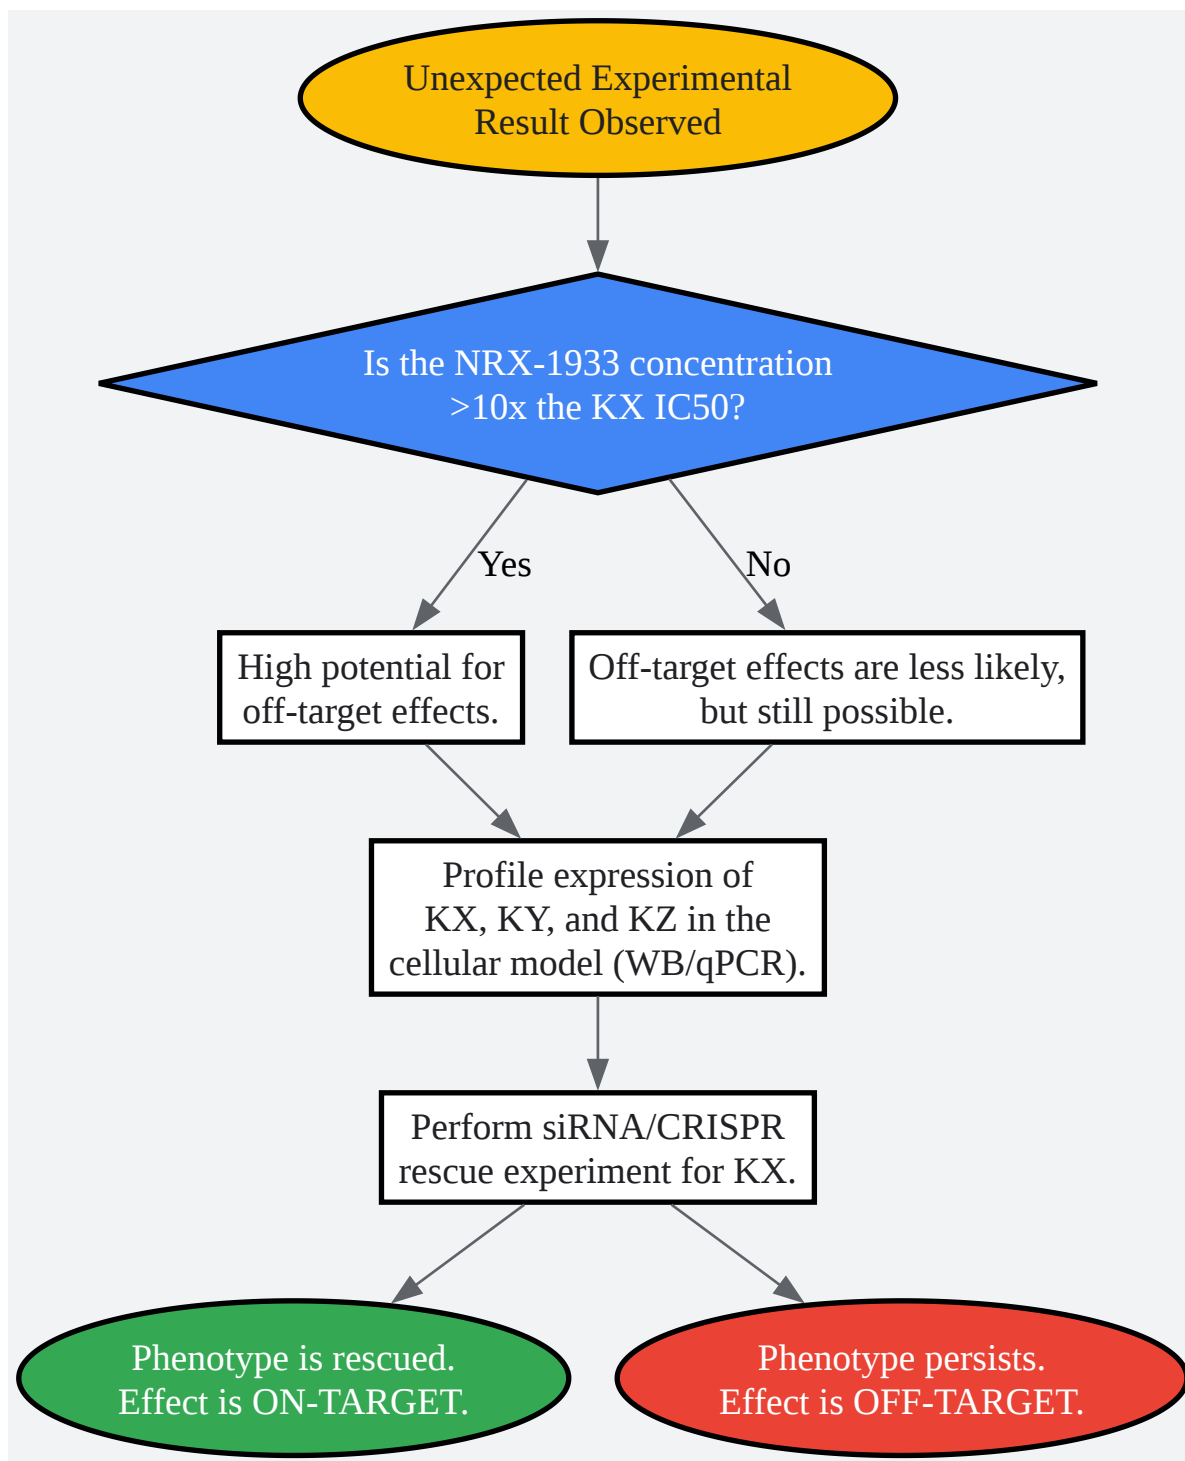 Unexpected Experimental
Result Observed
Is the NRX-1933 concentration
>10x the KX IC50?
Yes
No
High potential for
off-target effects.
Off-target effects are less likely,
but still possible.
Profile expression of
KX, KY, and KZ in the
cellular model (WB/qPCR).
Perform siRNA/CRISPR
rescue experiment for KX.
Phenotype is rescued.
Effect is ON-TARGET.
Phenotype persists.
Effect is OFF-TARGET.